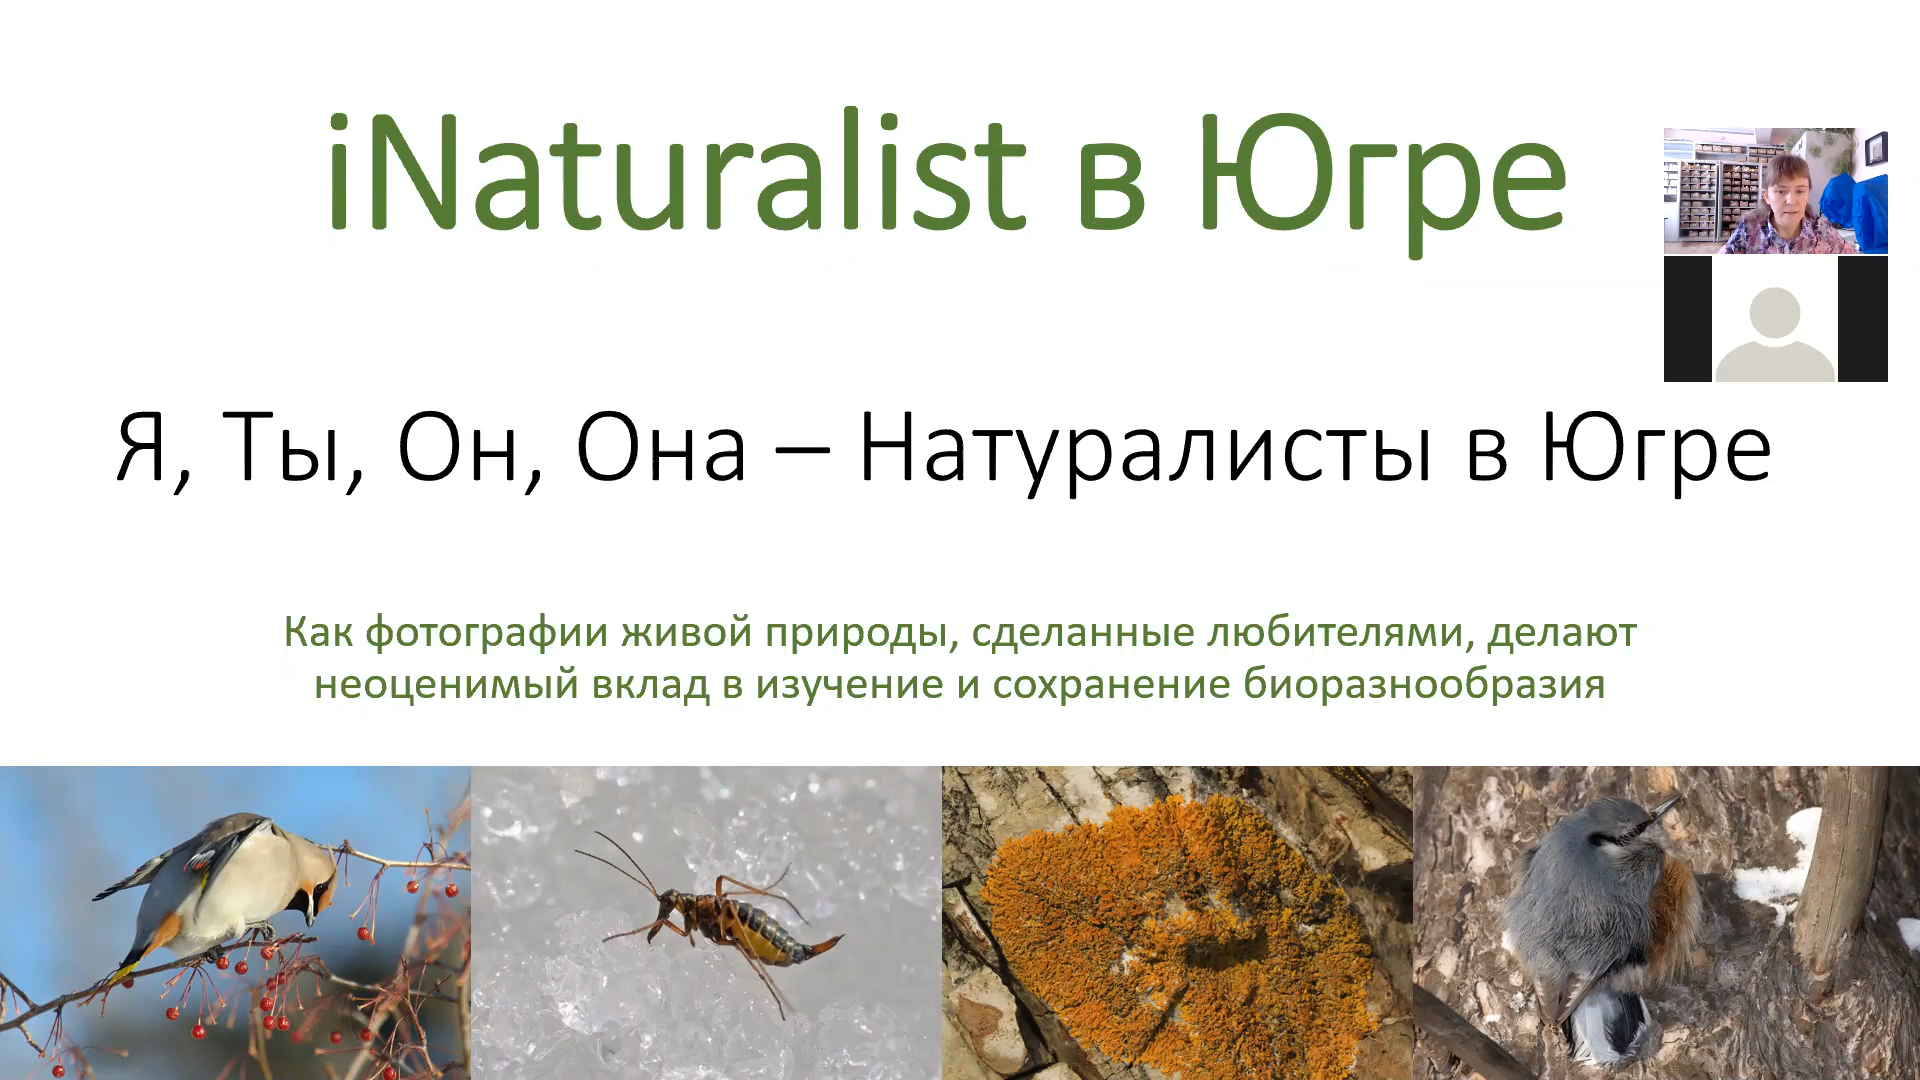 iNaturalist в Югре
Я, Ты, Он, Она – Натуралисты в Югре
Как фотографии живой природы, сделанные любителями, делают
неоценимый вклад в изучение и сохранение биоразнообразия